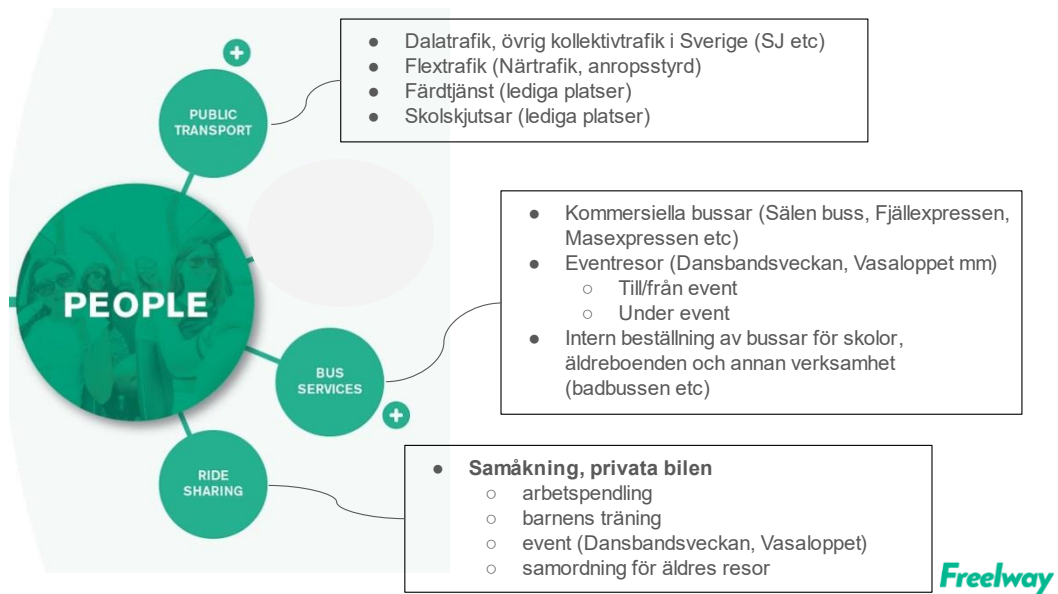 PUBLIC
TRANSPORT
● Dalatrafik, övrig kollektivtrafik i Sverige (SJ etc)
● Flextrafik (Närtrafik, anropsstyrd)
● Färdtjänst (lediga platser)
● Skolskjutsar (lediga platser)
PEOPLE
BUS
SERVICES
● Kommersiella bussar (Sälen buss, Fjällexpressen,
Masexpressen etc)
● Eventresor (Dansbandsveckan, Vasaloppet mm)
○ Till/från event
○ Under event
● Intern beställning av bussar för skolor,
äldreboenden och annan verksamhet
(badbussen etc)
RIDE
SHARING
● Samåkning, privata bilen
○ arbetspendling
○ barnens träning
○ event (Dansbandsveckan, Vasaloppet)
○ samordning för äldres resor
Freelway